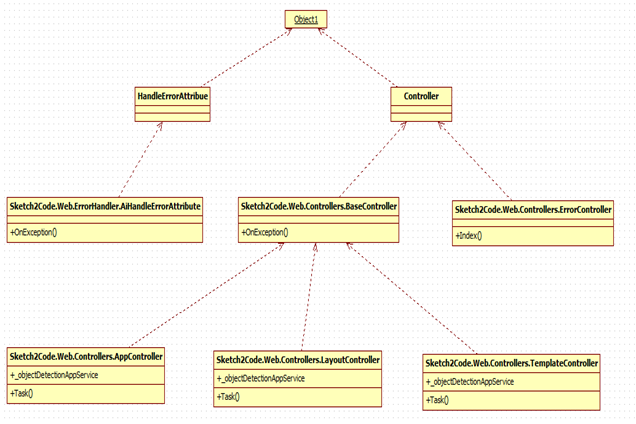 Object1
HandleErrorAttribue
Controller
Sketch2Code.Web.ErrorHandler.AiHandleErrorAttribute
+OnException()
Sketch2Code.Web.Controllers.BaseController
+OnException()
Sketch2Code.Web.Controllers.ErrorController
+Index()
Sketch2Code.Web.Controllers.AppController
+_objectDetectionAppService
+Task()
Sketch2Code.Web.Controllers.LayoutController
+_objectDetectionAppService
+Task()
Sketch2Code.Web.Controllers.TemplateController
+_objectDetectionAppService
+Task()